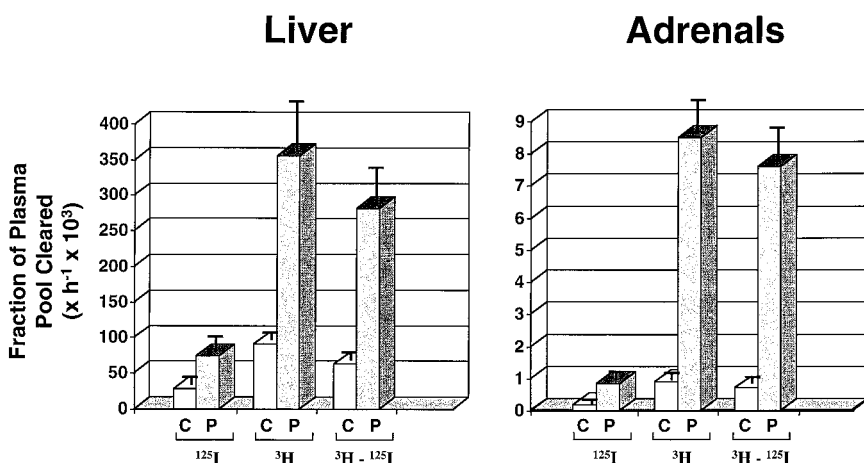 Liver
Adrenals
Fraction of Plasma
Pool Cleared
(x h⁻¹ x 10³)
400
350
300
250
200
150
100
50
0
C P C P C P
¹²⁵I ³H ³H - ¹²⁵I
9
8
7
6
5
4
3
2
1
0
C P C P C P
¹²⁵I ³H ³H - ¹²⁵I